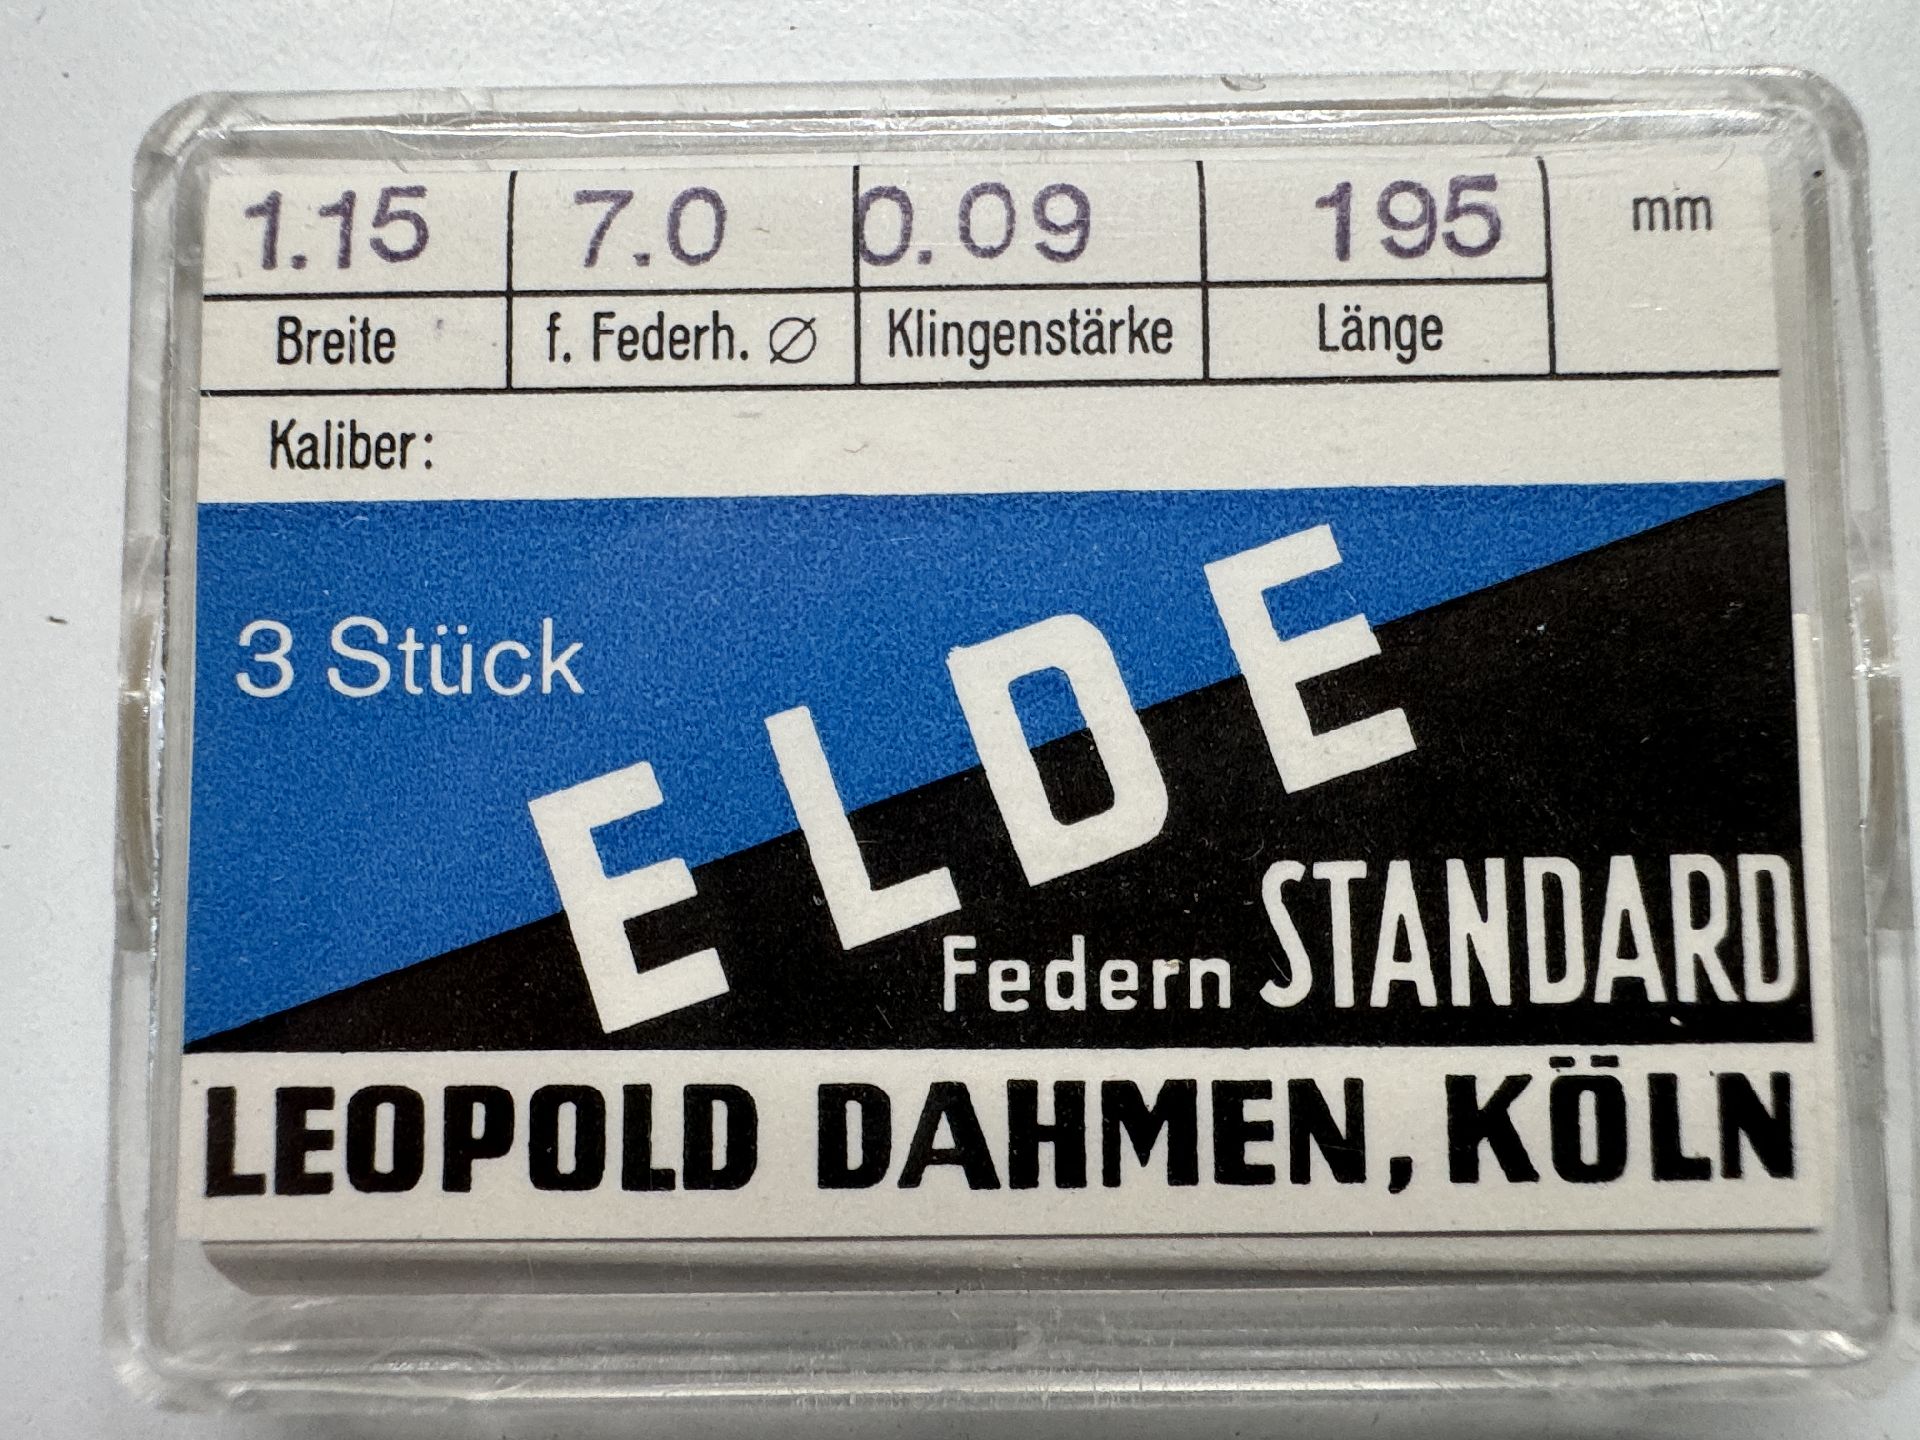 1.15 7.0 0.09 195 mm
Breite f. Federh. ∅ Klingenstärke Länge
Kaliber:
3 Stück
ELDE
Federn STANDARD
LEOPOLD DAHMEN, KÖLN